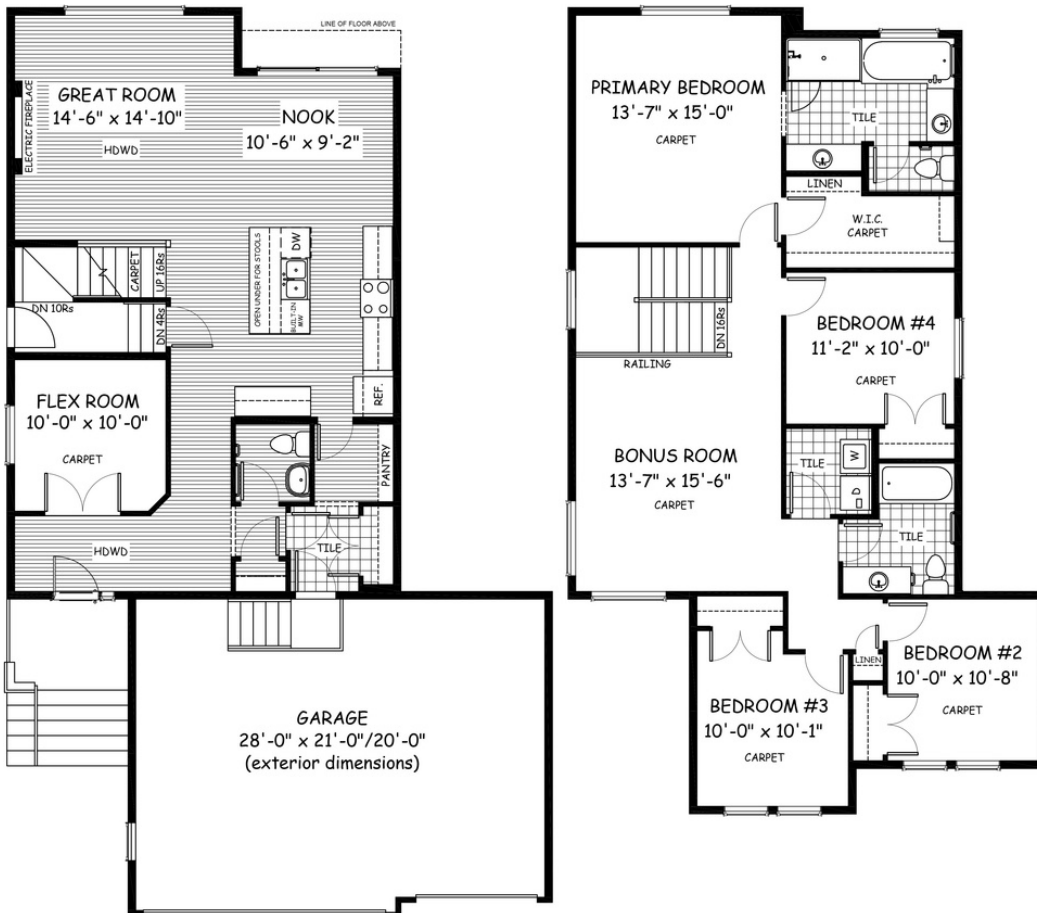 LINE OF FLOOR ABOVE
ELECTRIC FIREPLACE
GREAT ROOM
14'-6" x 14'-10"
HDWD
NOOK
10'-6" x 9'-2"
CARPET
UP 16Rs
DN 10Rs
DN 4Rs
OPEN UNDER FOR STOOLS
DW
BUILT-IN
MW
REF.
FLEX ROOM
10'-0" x 10'-0"
CARPET
PANTRY
HDWD
TILE
GARAGE
28'-0" x 21'-0"/20'-0"
(exterior dimensions)
PRIMARY BEDROOM
13'-7" x 15'-0"
CARPET
TILE
LINEN
W.I.C.
CARPET
DN 16Rs
RAILING
BEDROOM #4
11'-2" x 10'-0"
CARPET
BONUS ROOM
13'-7" x 15'-6"
CARPET
TILE
W
D
TILE
LINEN
BEDROOM #2
10'-0" x 10'-8"
CARPET
BEDROOM #3
10'-0" x 10'-1"
CARPET